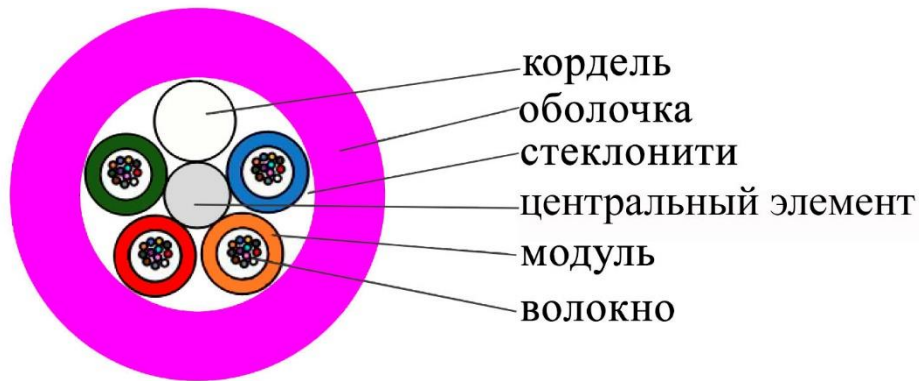 кордель
оболочка
стеклонити
центральный элемент
модуль
волокно